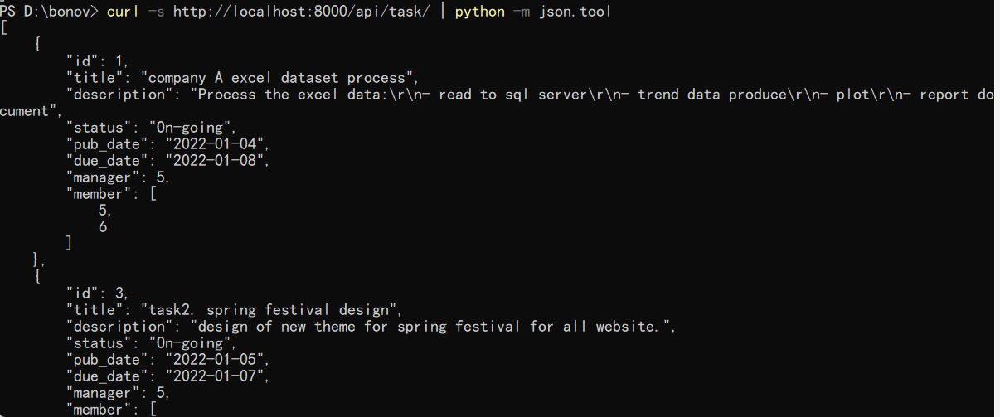 PS D:\bonov> curl -s http://localhost:8000/api/task/ | python -m json.tool
[
    {
        "id": 1,
        "title": "company A excel dataset process",
        "description": "Process the excel data:\r\n- read to sql server\r\n- trend data produce\r\n- plot\r\n- report do
cument",
        "status": "On-going",
        "pub_date": "2022-01-04",
        "due_date": "2022-01-08",
        "manager": 5,
        "member": [
            5,
            6
        ]
    },
    {
        "id": 3,
        "title": "task2. spring festival design",
        "description": "design of new theme for spring festival for all website.",
        "status": "On-going",
        "pub_date": "2022-01-05",
        "due_date": "2022-01-07",
        "manager": 5,
        "member": [